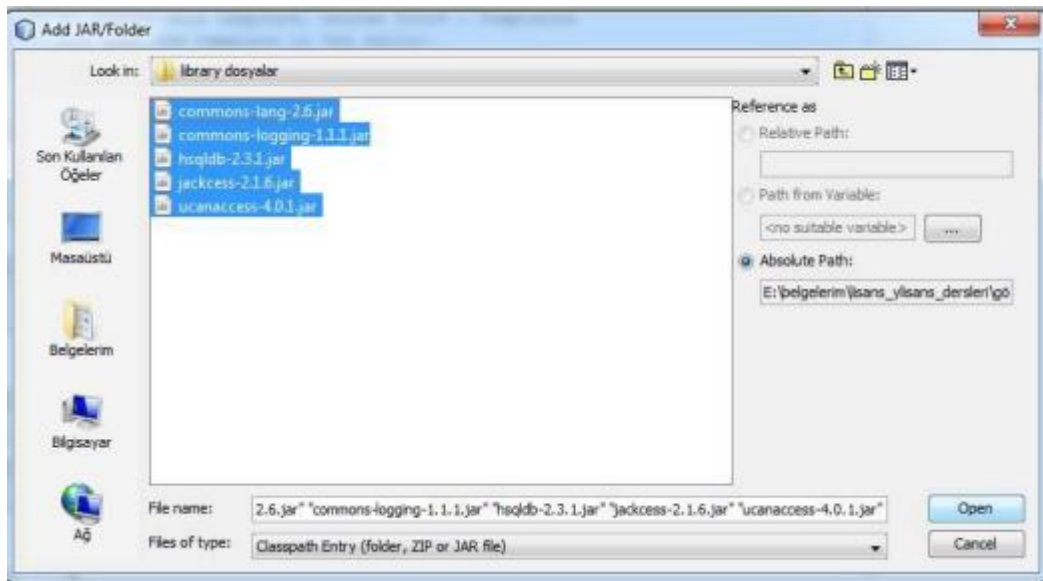 Add JAR/Folder
Look in:
library dosyalar
Son Kullanılan
Öğeler
Masaüstü
Belgelerim
Bilgisayar
Ağ
commons-lang-2.6.jar
commons-logging-1.1.1.jar
hsqldb-2.3.1.jar
jackcess-2.1.6.jar
ucanaccess-4.0.1.jar
Reference as
Relative Path:
Path from Variable:
<no suitable variable>
...
Absolute Path:
E:\belgelerim\lisans_ylisans_dersleri\gö
File name:
2.6.jar" "commons-logging-1.1.1.jar" "hsqldb-2.3.1.jar" "jackcess-2.1.6.jar" "ucanaccess-4.0.1.jar"
Open
Files of type:
Classpath Entry (folder, ZIP or JAR file)
Cancel